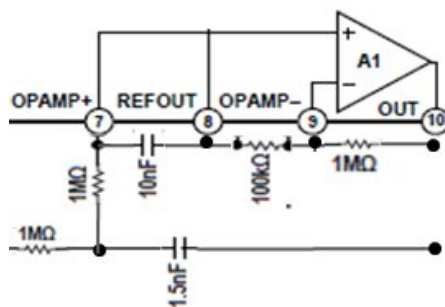 +
A1
−
OPAMP+ REFOUT OPAMP− OUT
7 8 9 10
1MΩ 10nF 100kΩ 1MΩ
1MΩ
1.5nF